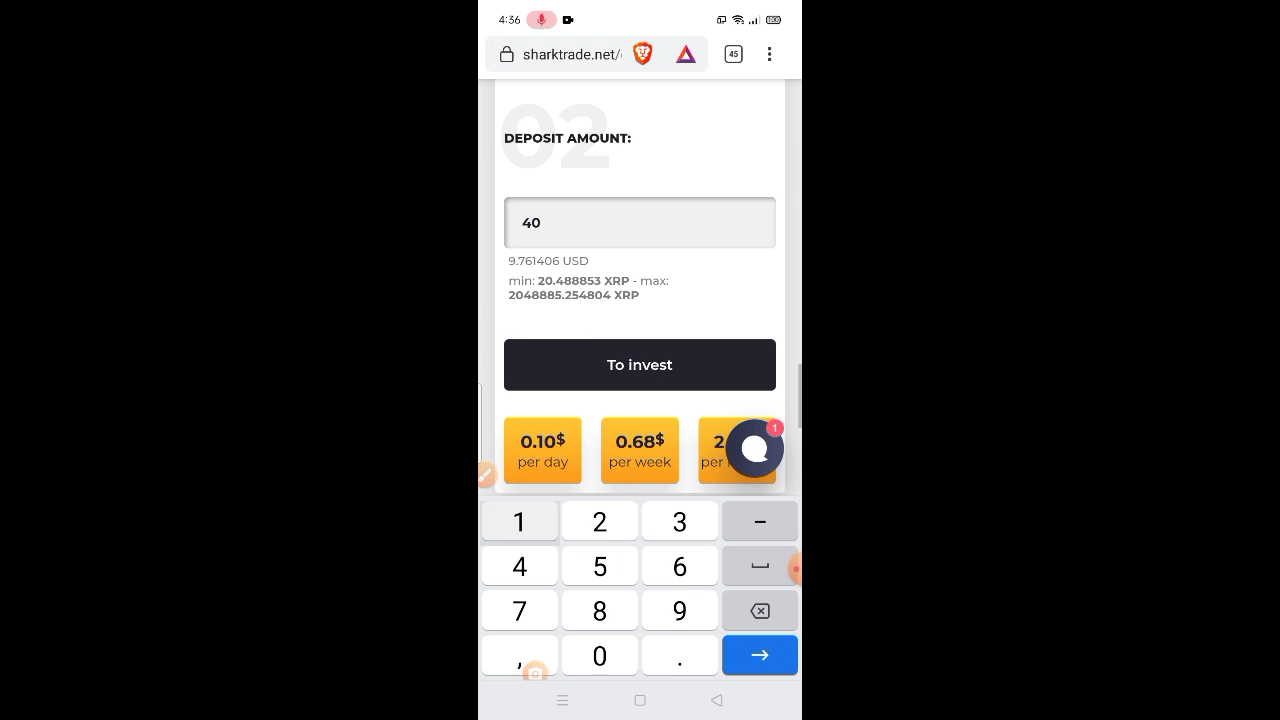 4:36
sharktrade.net/
45
02
DEPOSIT AMOUNT:
40
9.761406 USD
min: 20.488853 XRP - max:
2048885.254804 XRP
To invest
0.10$ 0.68$ 2.
per day per week per
1
1 2 3 -
4 5 6
7 8 9
, 0 .